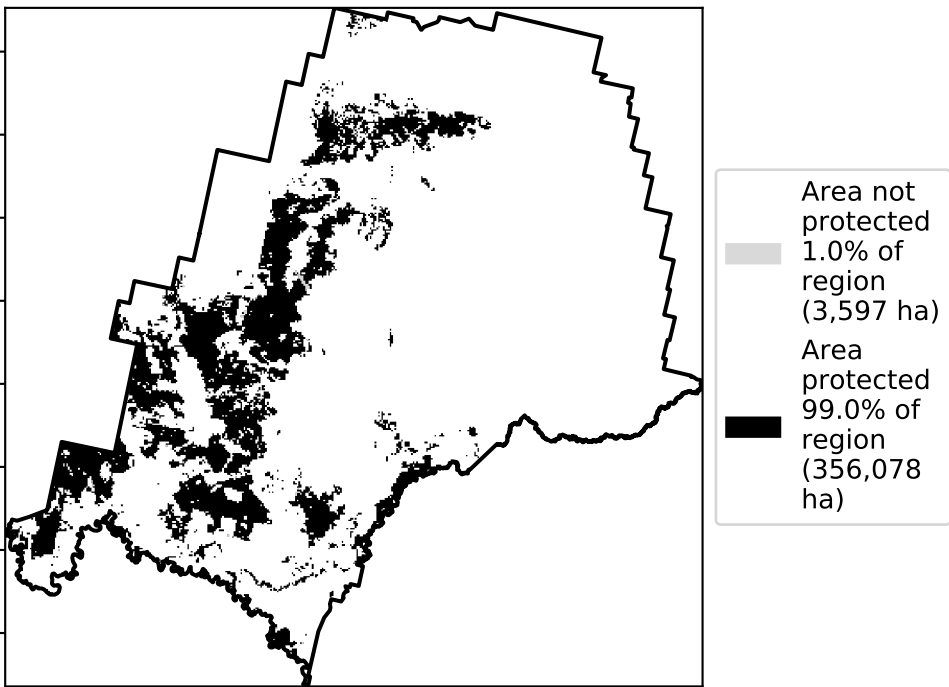 Area not
protected
1.0% of
region
(3,597 ha)
Area
protected
99.0% of
region
(356,078
ha)